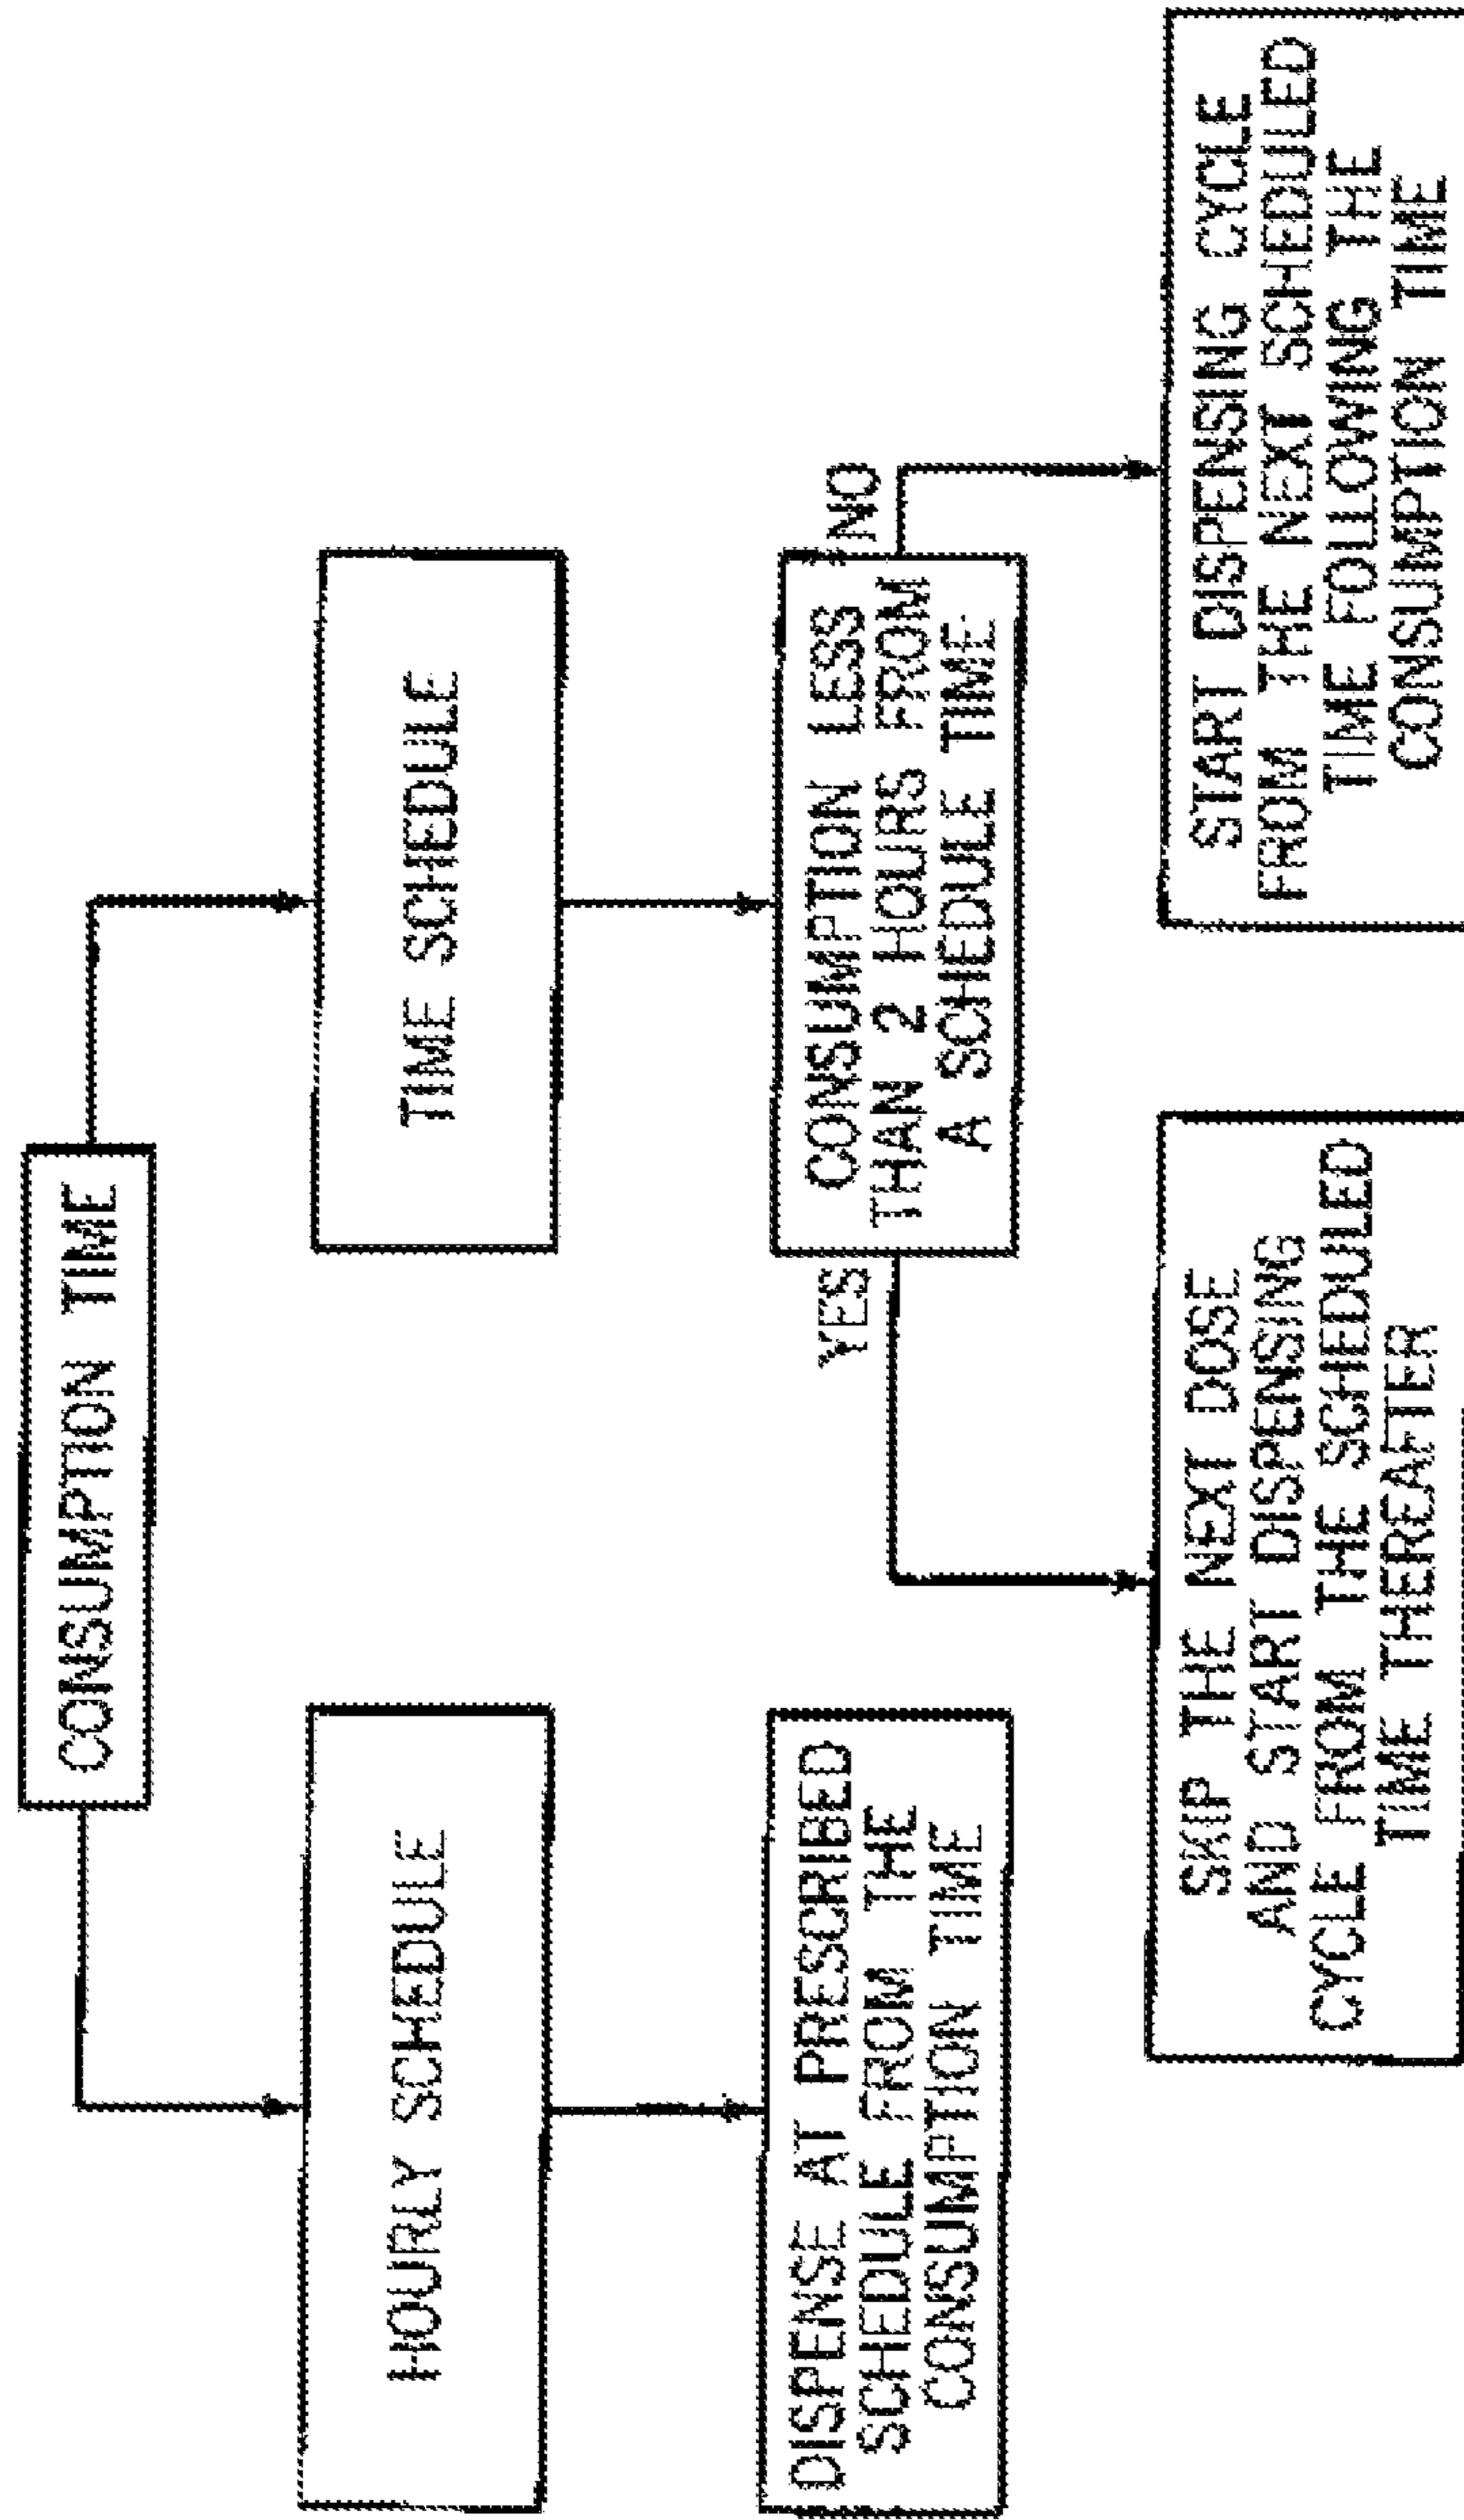 CONSUMPTION TIME
HOURLY SCHEDULE
TIME SCHEDULE
DISPENSE AT PRESCRIBED
SCHEDULE FROM THE
CONSUMPTION TIME
CONSUMPTION LESS
THAN 2 HOURS FROM
A SCHEDULE TIME
YES
NO
SKIP THE NEXT DOSE
AND START DISPENSING
CYCLE FROM THE SCHEDULED
TIME THEREAFTER
START DISPENSING CYCLE
FROM THE NEXT SCHEDULED
TIME FOLLOWING THE
CONSUMPTION TIME